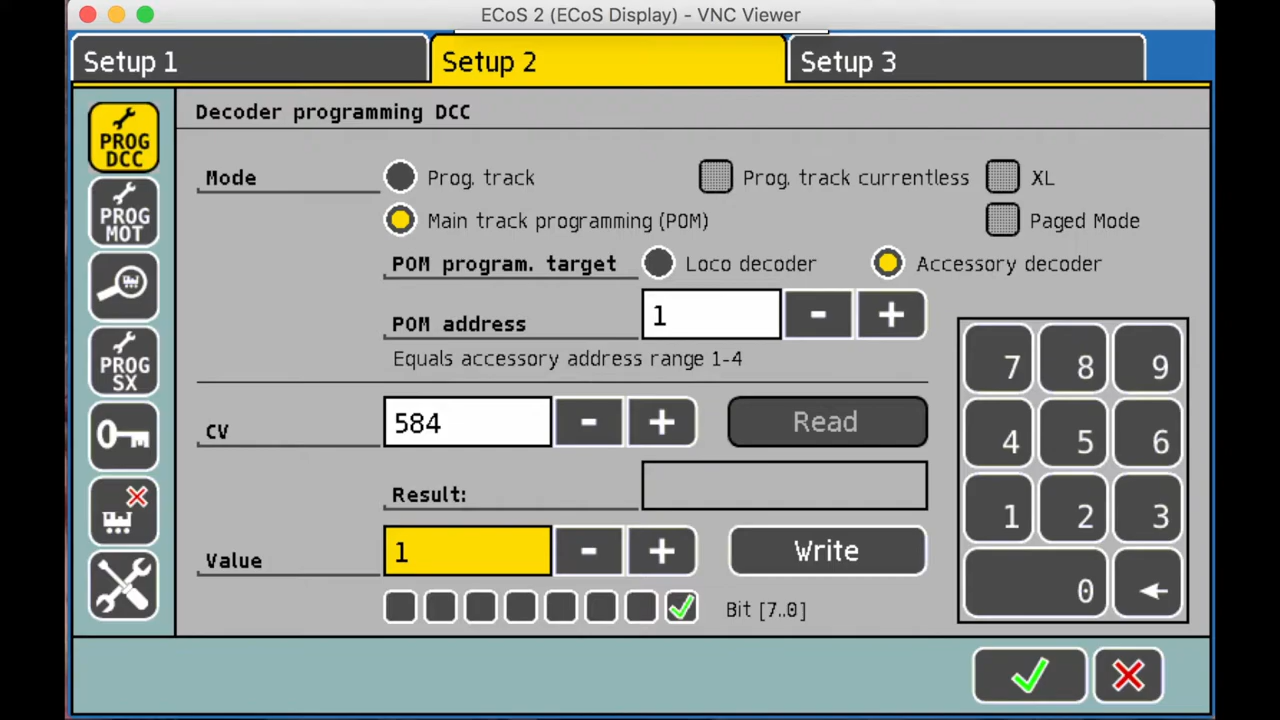 ECoS 2 (ECoS Display) - VNC Viewer
Setup 1
Setup 2
Setup 3
PROG
DCC
PROG
MOT
PROG
SX
Decoder programming DCC
Mode
Prog. track
Prog. track currentless
XL
Main track programming (POM)
Paged Mode
POM program. target
Loco decoder
Accessory decoder
POM address
1
-
+
Equals accessory address range 1-4
CV
584
-
+
Read
Result:
Value
1
-
+
Write
Bit [7..0]
7 8 9
4 5 6
1 2 3
0